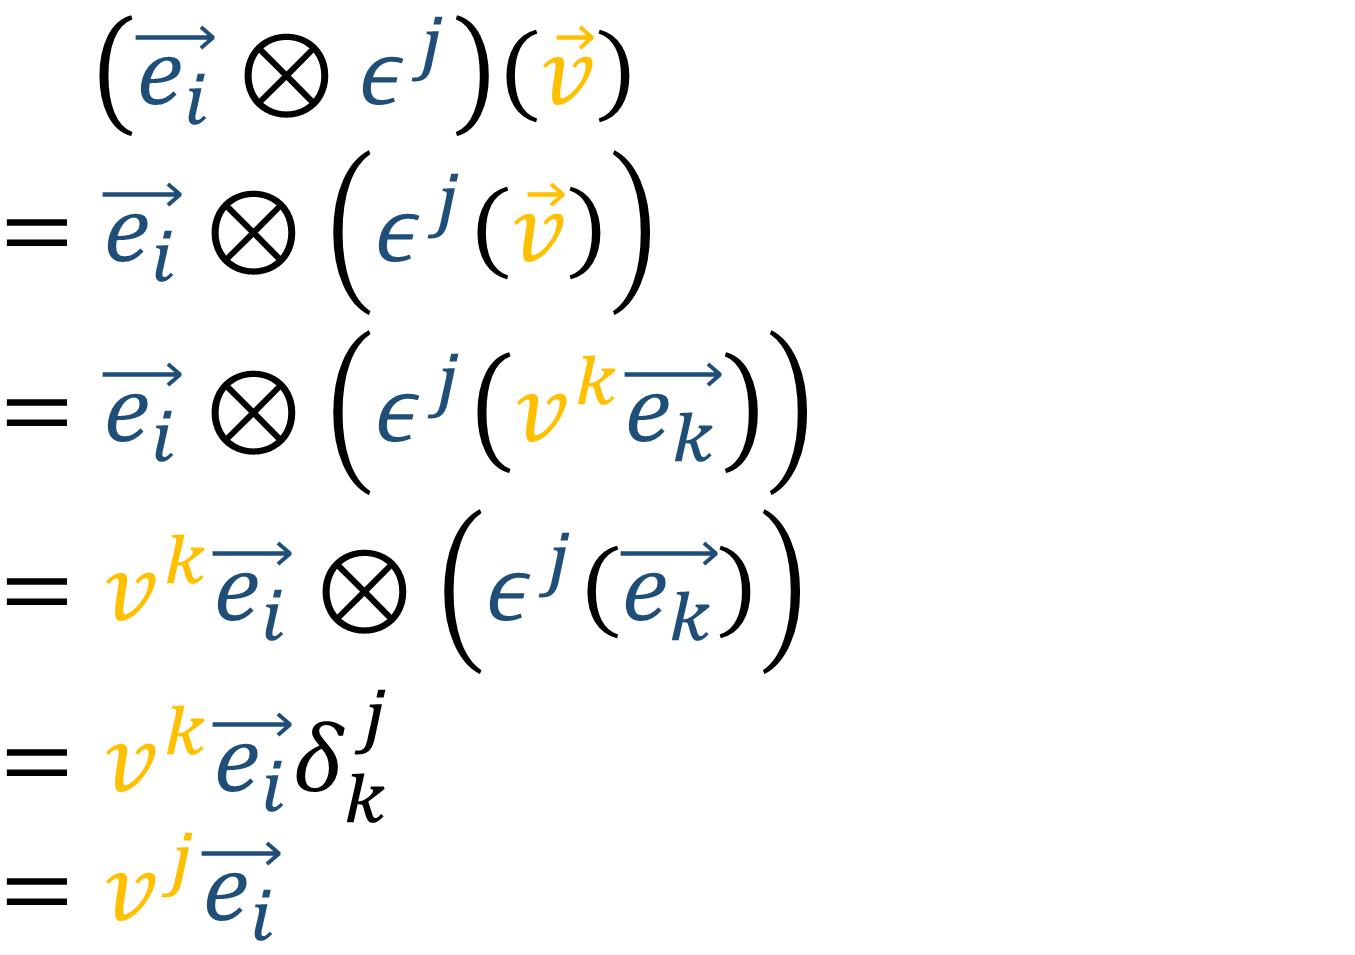 (e⃗ᵢ ⊗ ϵʲ)(v⃗)
= e⃗ᵢ ⊗ (ϵʲ(v⃗))
= e⃗ᵢ ⊗ (ϵʲ(vᵏe⃗ₖ))
= vᵏe⃗ᵢ ⊗ (ϵʲ(e⃗ₖ))
= vᵏe⃗ᵢδʲₖ
= vʲe⃗ᵢ